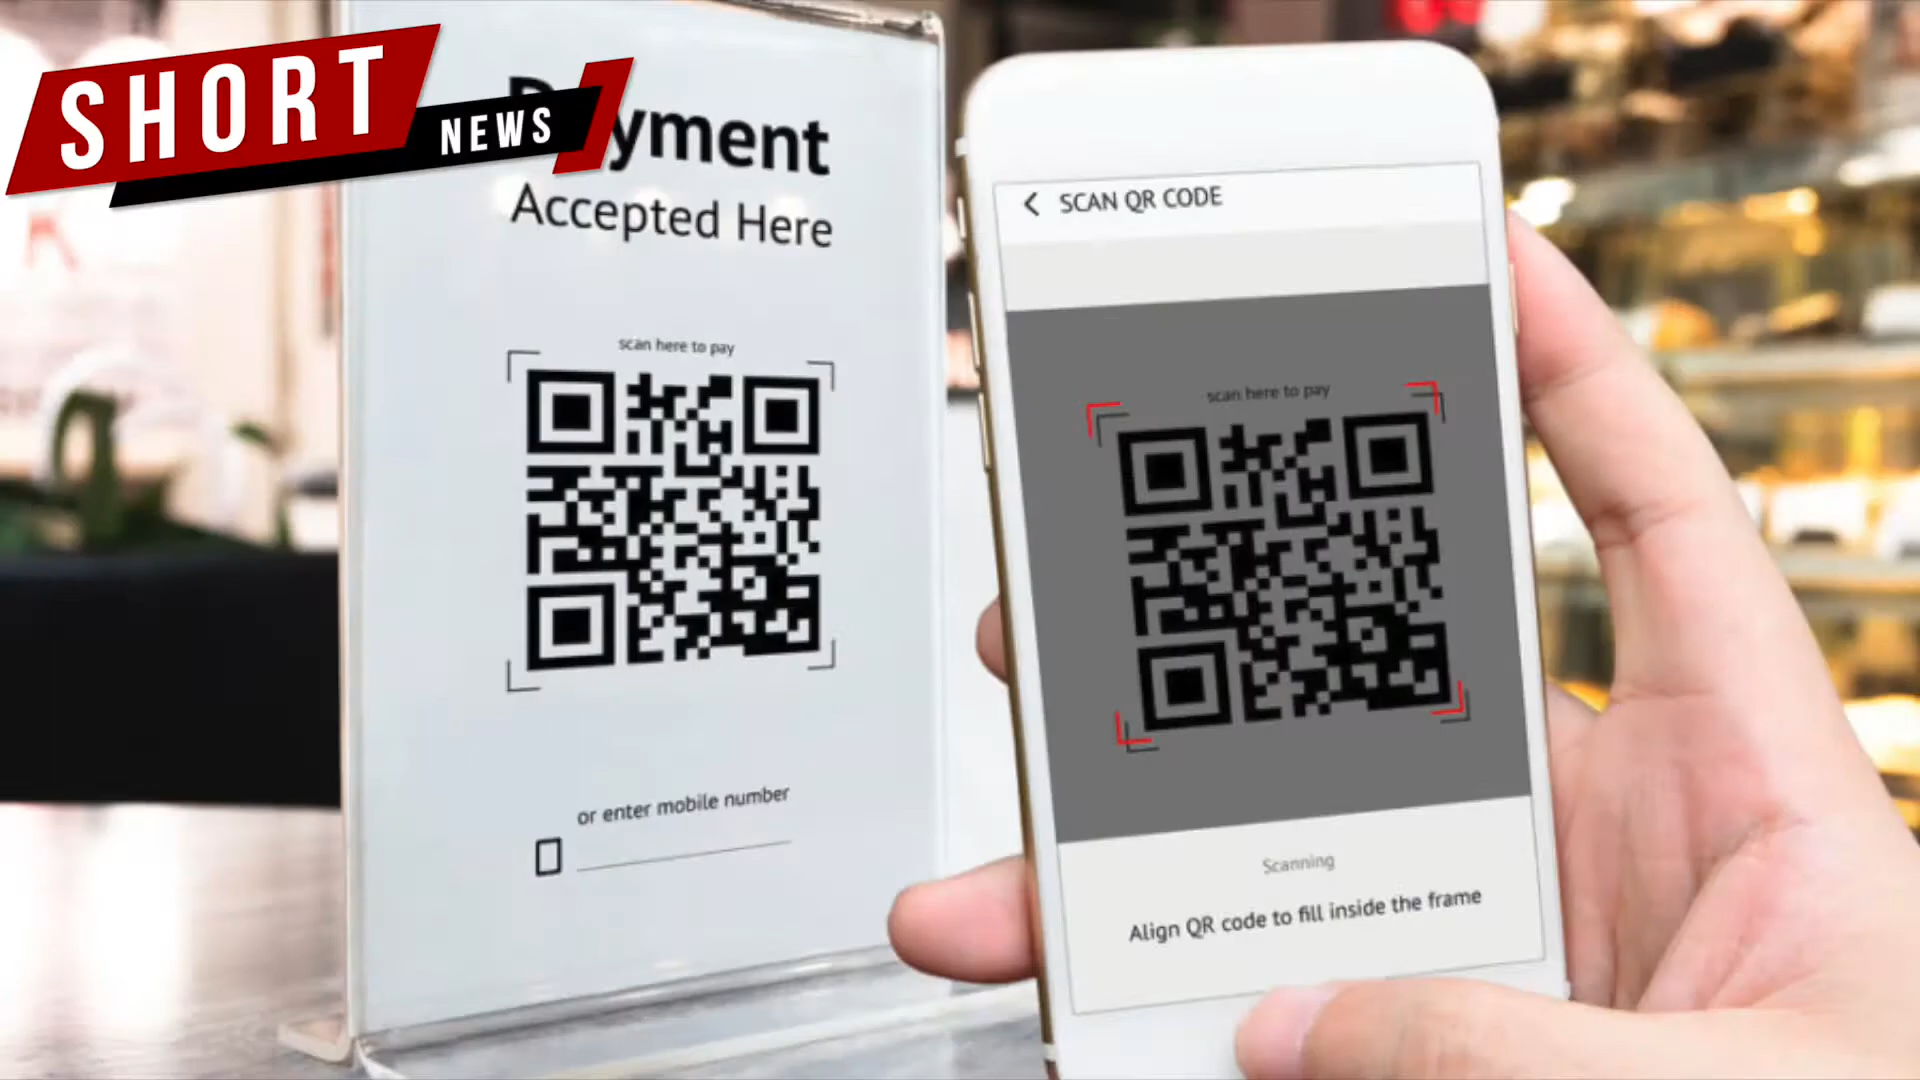 SHORT
NEWS
Payment
Accepted Here
scan here to pay
or enter mobile number
SCAN QR CODE
scan here to pay
Scanning
Align QR code to fill inside the frame